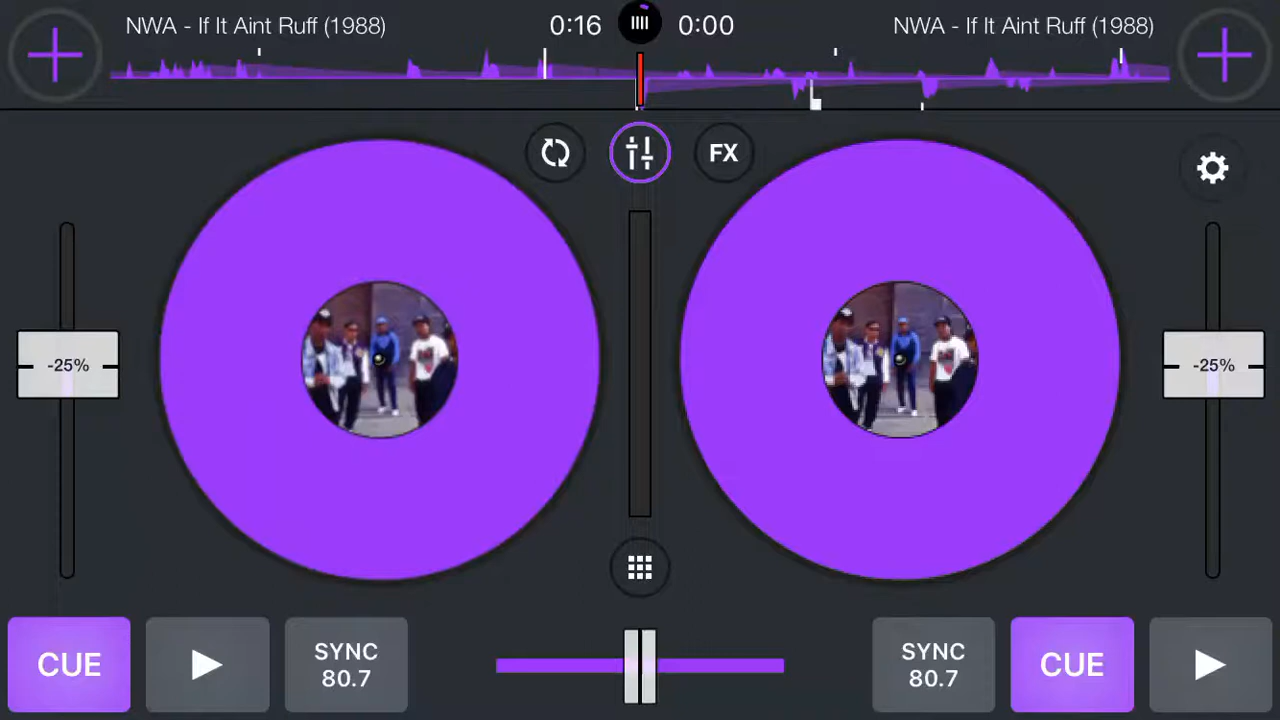 NWA - If It Aint Ruff (1988)
0:16
0:00
NWA - If It Aint Ruff (1988)
FX
-25%
-25%
CUE
SYNC
80.7
SYNC
80.7
CUE